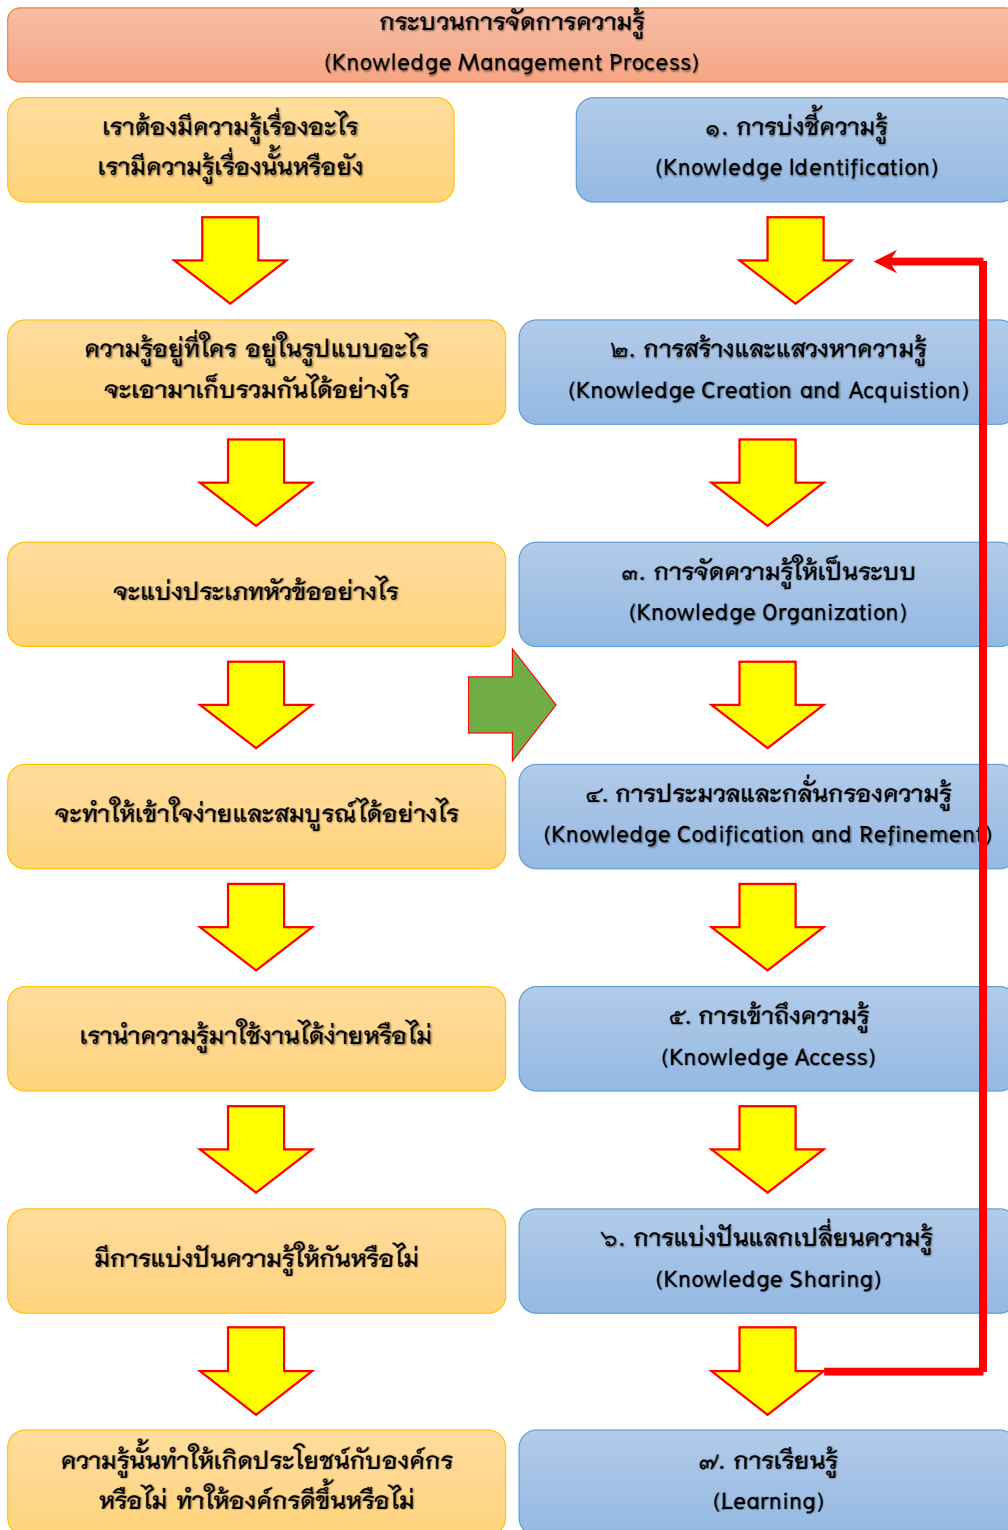 กระบวนการจัดการความรู้
(Knowledge Management Process)
เราต้องมีความรู้เรื่องอะไร
เรามีความรู้เรื่องนั้นหรือยัง
๑. การบ่งชี้ความรู้
(Knowledge Identification)
ความรู้อยู่ที่ใคร อยู่ในรูปแบบอะไร
จะเอามาเก็บรวมกันได้อย่างไร
๒. การสร้างและแสวงหาความรู้
(Knowledge Creation and Acquistion)
จะแบ่งประเภทหัวข้ออย่างไร
๓. การจัดความรู้ให้เป็นระบบ
(Knowledge Organization)
จะทำให้เข้าใจง่ายและสมบูรณ์ได้อย่างไร
๔. การประมวลและกลั่นกรองความรู้
(Knowledge Codification and Refinement)
เรานำความรู้มาใช้งานได้ง่ายหรือไม่
๕. การเข้าถึงความรู้
(Knowledge Access)
มีการแบ่งปันความรู้ให้กันหรือไม่
๖. การแบ่งปันแลกเปลี่ยนความรู้
(Knowledge Sharing)
ความรู้นั้นทำให้เกิดประโยชน์กับองค์กร
หรือไม่ ทำให้องค์กรดีขึ้นหรือไม่
๗. การเรียนรู้
(Learning)